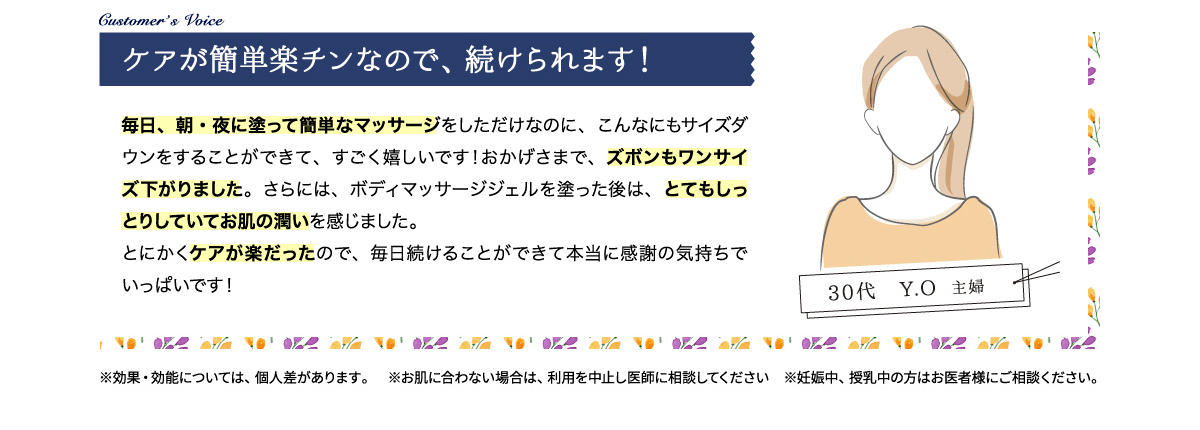 Customer's Voice
ケアが簡単楽チンなので、続けられます！
毎日、朝・夜に塗って簡単なマッサージをしただけなのに、こんなにもサイズダ
ウンをすることができて、すごく嬉しいです！おかげさまで、ズボンもワンサイ
ズ下がりました。さらには、ボディマッサージジェルを塗った後は、とてもしっ
とりしていてお肌の潤いを感じました。
とにかくケアが楽だったので、毎日続けることができて本当に感謝の気持ちで
いっぱいです！
30代　Y.O　主婦
※効果・効能については、個人差があります。　※お肌に合わない場合は、利用を中止し医師に相談してください　※妊娠中、授乳中の方はお医者様にご相談ください。